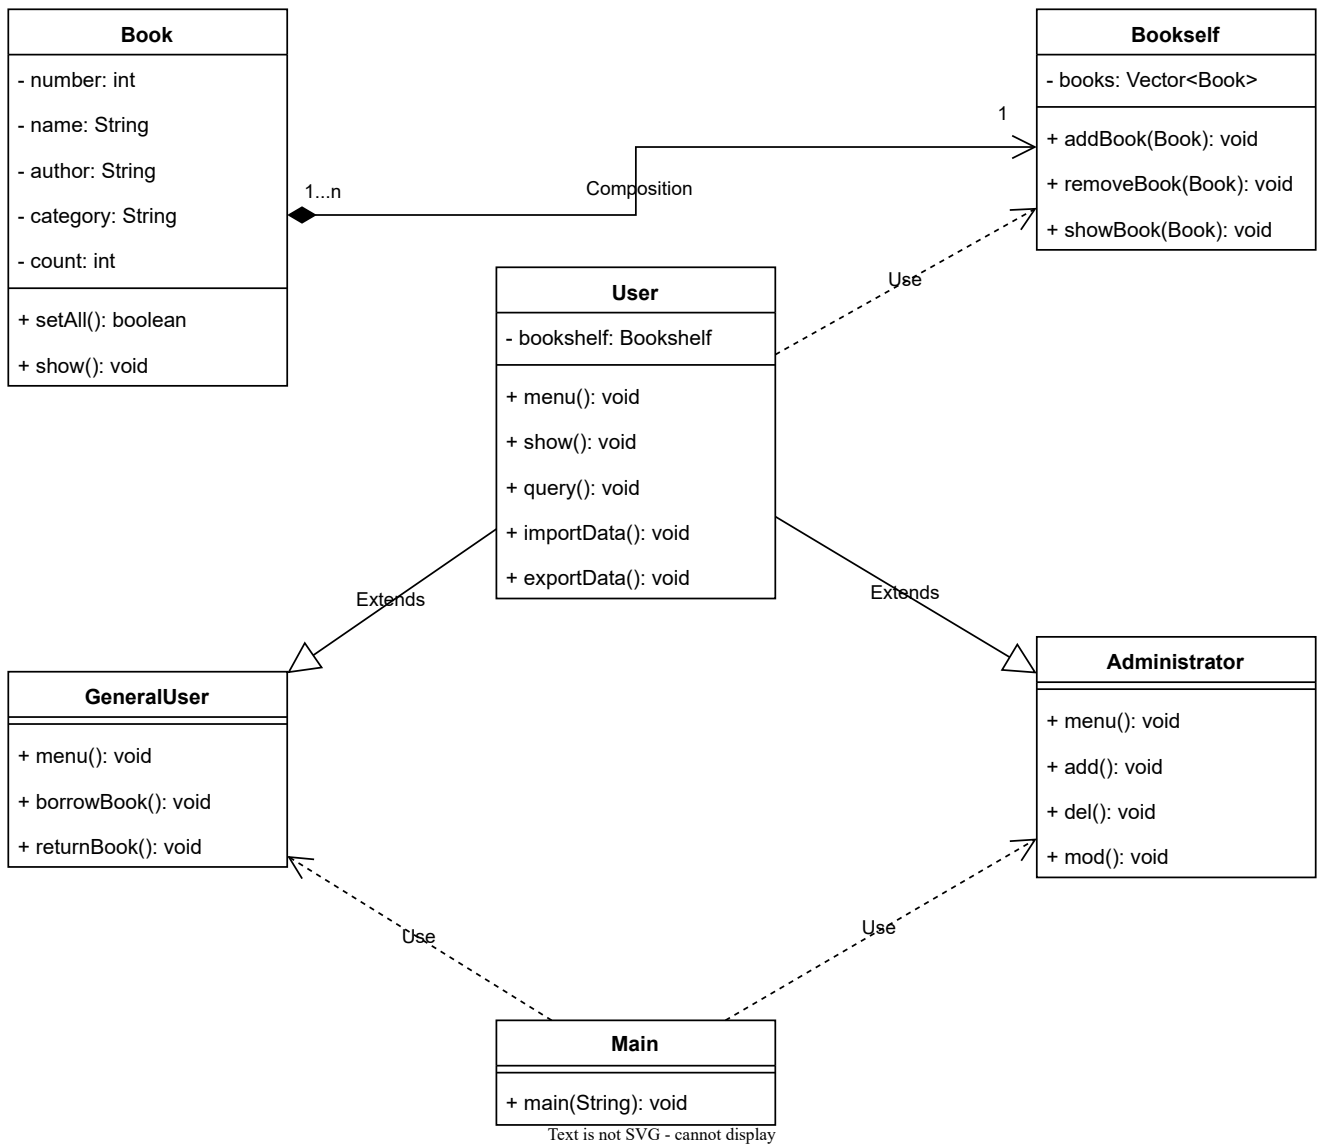 Book
- number: int
- name: String
- author: String
- category: String
- count: int
+ setAll(): boolean
+ show(): void
1...n
Composition
1
Bookself
- books: Vector<Book>
+ addBook(Book): void
+ removeBook(Book): void
+ showBook(Book): void
Use
User
- bookshelf: Bookshelf
+ menu(): void
+ show(): void
+ query(): void
+ importData(): void
+ exportData(): void
Extends
Extends
GeneralUser
+ menu(): void
+ borrowBook(): void
+ returnBook(): void
Administrator
+ menu(): void
+ add(): void
+ del(): void
+ mod(): void
Use
Use
Main
+ main(String): void
Text is not SVG - cannot display